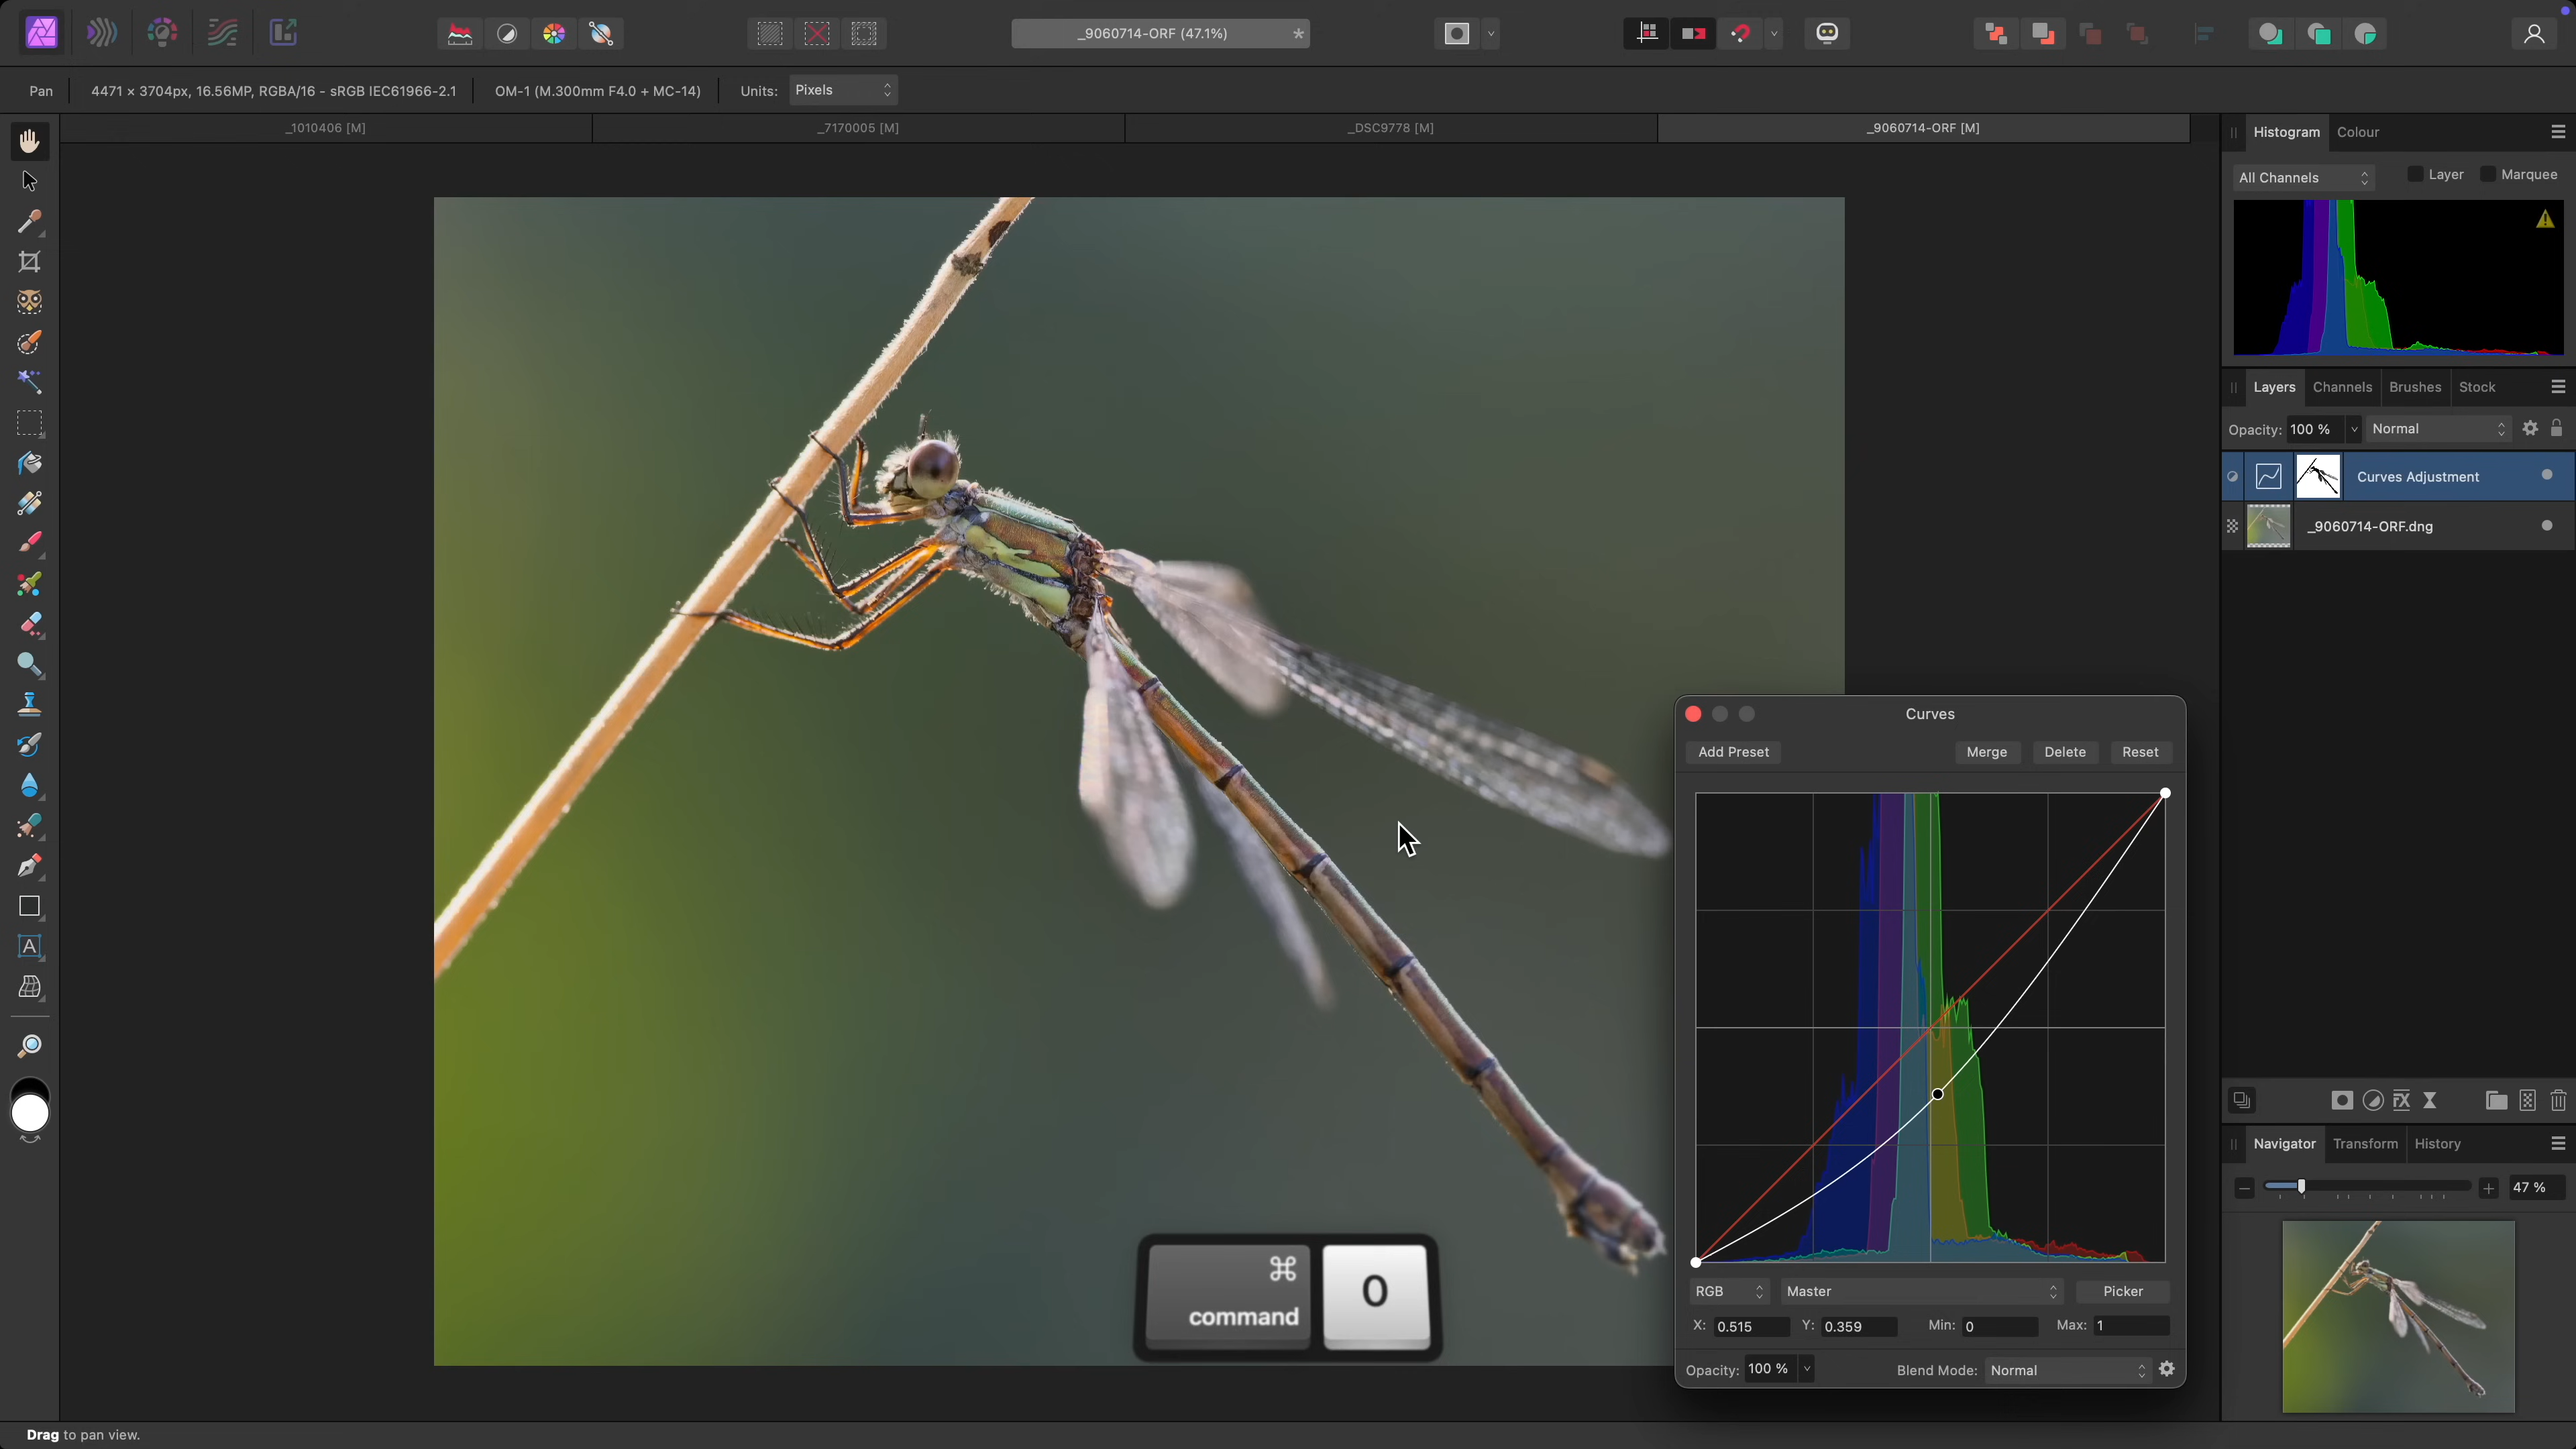 _9060714-ORF (47.1%)
*
Pan
4471 × 3704px, 16.56MP, RGBA/16 - sRGB IEC61966-2.1
OM-1 (M.300mm F4.0 + MC-14)
Units: Pixels
_1010406 [M]
_7170005 [M]
_DSC9778 [M]
_9060714-ORF [M]
Histogram Colour
All Channels
Layer
Marquee
Layers Channels Brushes Stock
Opacity: 100 % Normal
Curves Adjustment
_9060714-ORF.dng
Curves
Add Preset
Merge
Delete
Reset
RGB
Master
Picker
X: 0.515 Y: 0.359 Min: 0 Max: 1
Opacity: 100 %
Blend Mode: Normal
⌘
command
0
Navigator Transform History
47 %
FX
A
Drag to pan view.